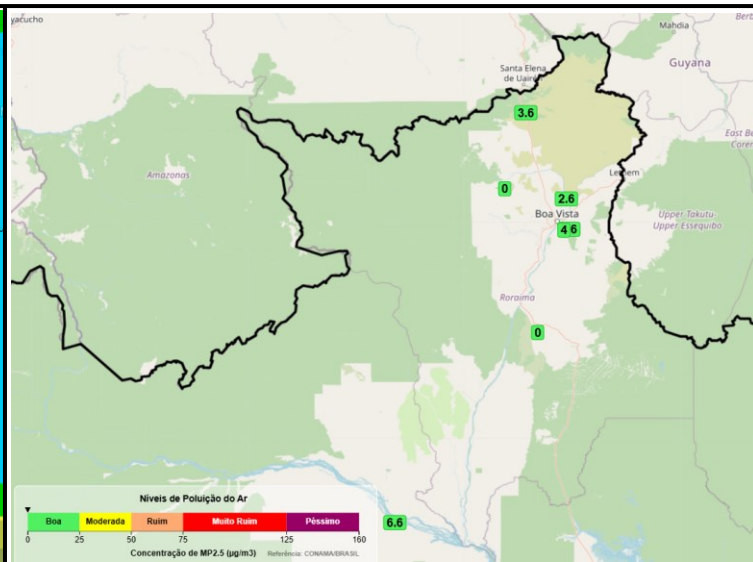 yacucho
Mahdia
Berb
Guyana
Santa Elena
de Uairén
3.6
East Be
Coren
Amazonas
0
2.6
Boa Vista
4 6
Upper Takutu-
Upper Essequibo
Roraima
0
Níveis de Poluição do Ar
Boa
Moderada
Ruim
Muito Ruim
Péssimo
6.6
0
25
50
75
125
160
Concentração de MP2.5 (µg/m3)
Referência: CONAMA/BRASIL